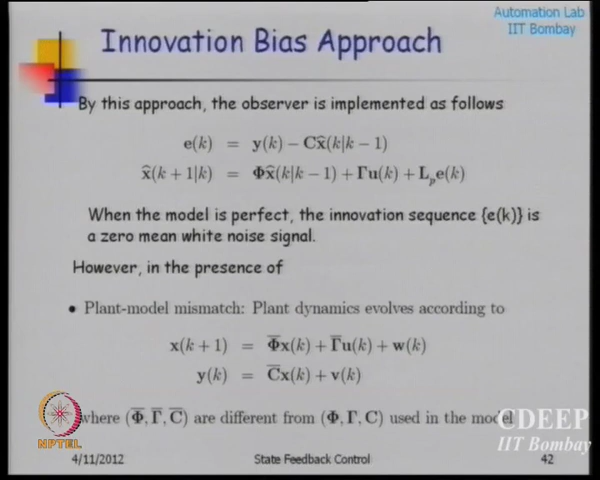 Automation Lab
IIT Bombay
Innovation Bias Approach
By this approach, the observer is implemented as follows
e(k) = y(k) − Cx̂(k|k − 1)
x̂(k + 1|k) = Φx̂(k|k − 1) + Γu(k) + Lₚe(k)
When the model is perfect, the innovation sequence {e(k)} is
a zero mean white noise signal.
However, in the presence of
• Plant-model mismatch: Plant dynamics evolves according to
x(k + 1) = Φ̅x(k) + Γ̅u(k) + w(k)
y(k) = C̅x(k) + v(k)
where (Φ̅, Γ̅, C̅) are different from (Φ, Γ, C) used in the model
NPTEL
CDEEP
IIT Bombay
4/11/2012 State Feedback Control 42